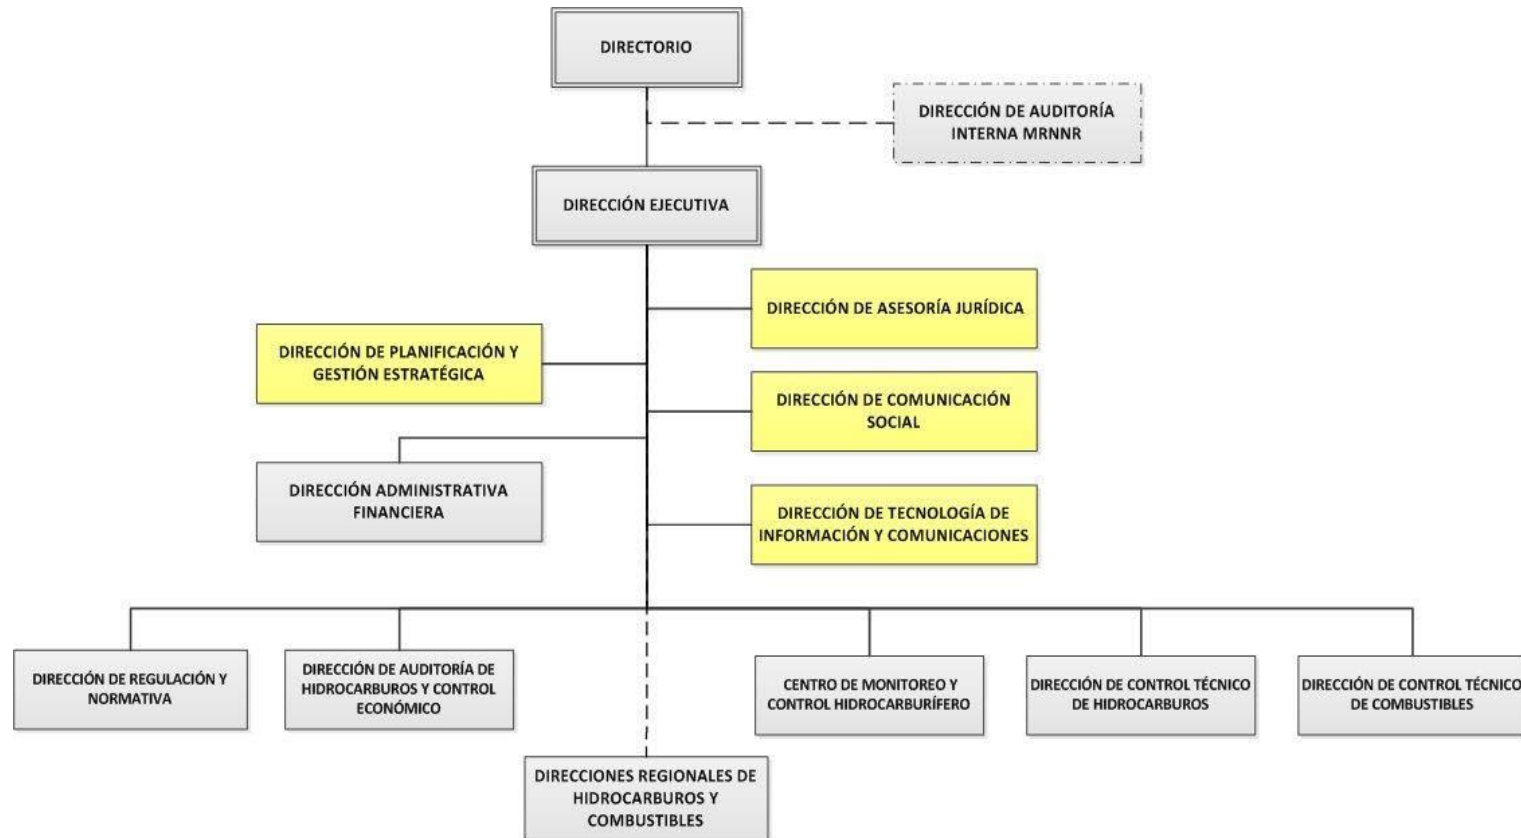 DIRECTORIO
DIRECCIÓN DE AUDITORÍA
INTERNA MRNNR
DIRECCIÓN EJECUTIVA
DIRECCIÓN DE ASESORÍA JURÍDICA
DIRECCIÓN DE PLANIFICACIÓN Y
GESTIÓN ESTRATÉGICA
DIRECCIÓN DE COMUNICACIÓN
SOCIAL
DIRECCIÓN ADMINISTRATIVA
FINANCIERA
DIRECCIÓN DE TECNOLOGÍA DE
INFORMACIÓN Y COMUNICACIONES
DIRECCIÓN DE REGULACIÓN Y
NORMATIVA
DIRECCIÓN DE AUDITORÍA DE
HIDROCARBUROS Y CONTROL
ECONÓMICO
CENTRO DE MONITOREO Y
CONTROL HIDROCARBURÍFERO
DIRECCIÓN DE CONTROL TÉCNICO
DE HIDROCARBUROS
DIRECCIÓN DE CONTROL TÉCNICO
DE COMBUSTIBLES
DIRECCIONES REGIONALES DE
HIDROCARBUROS Y
COMBUSTIBLES